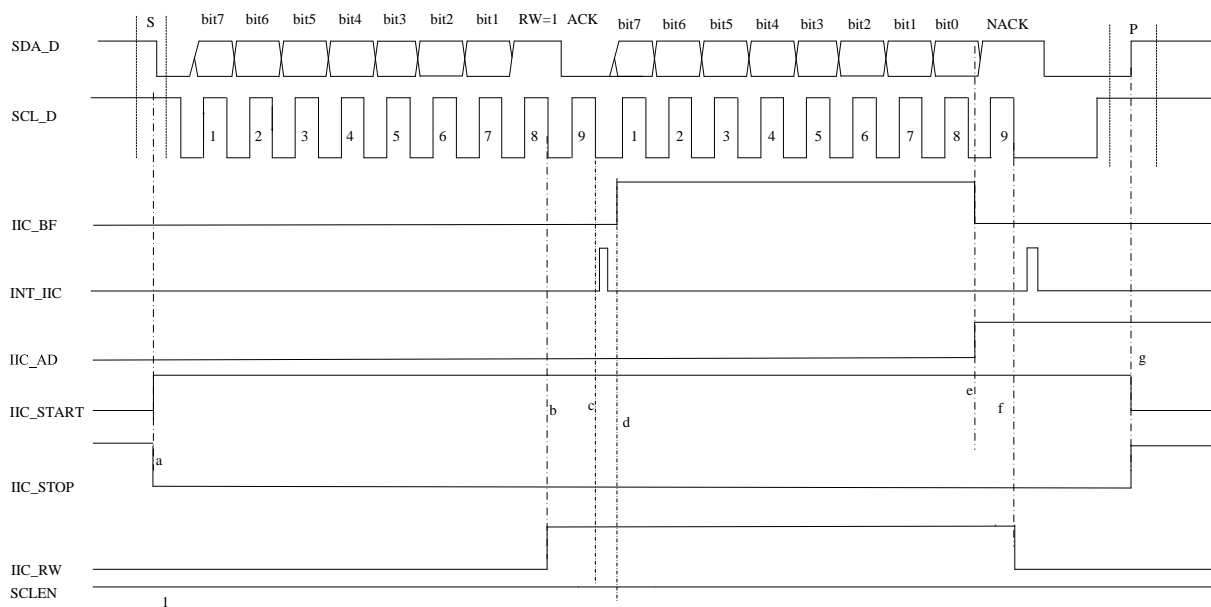 S bit7 bit6 bit5 bit4 bit3 bit2 bit1 RW=1 ACK bit7 bit6 bit5 bit4 bit3 bit2 bit1 bit0 NACK P
SDA_D
SCL_D 1 2 3 4 5 6 7 8 9 1 2 3 4 5 6 7 8 9
IIC_BF
INT_IIC
IIC_AD g
IIC_START b c d e f
a
IIC_STOP
IIC_RW
SCLEN
1